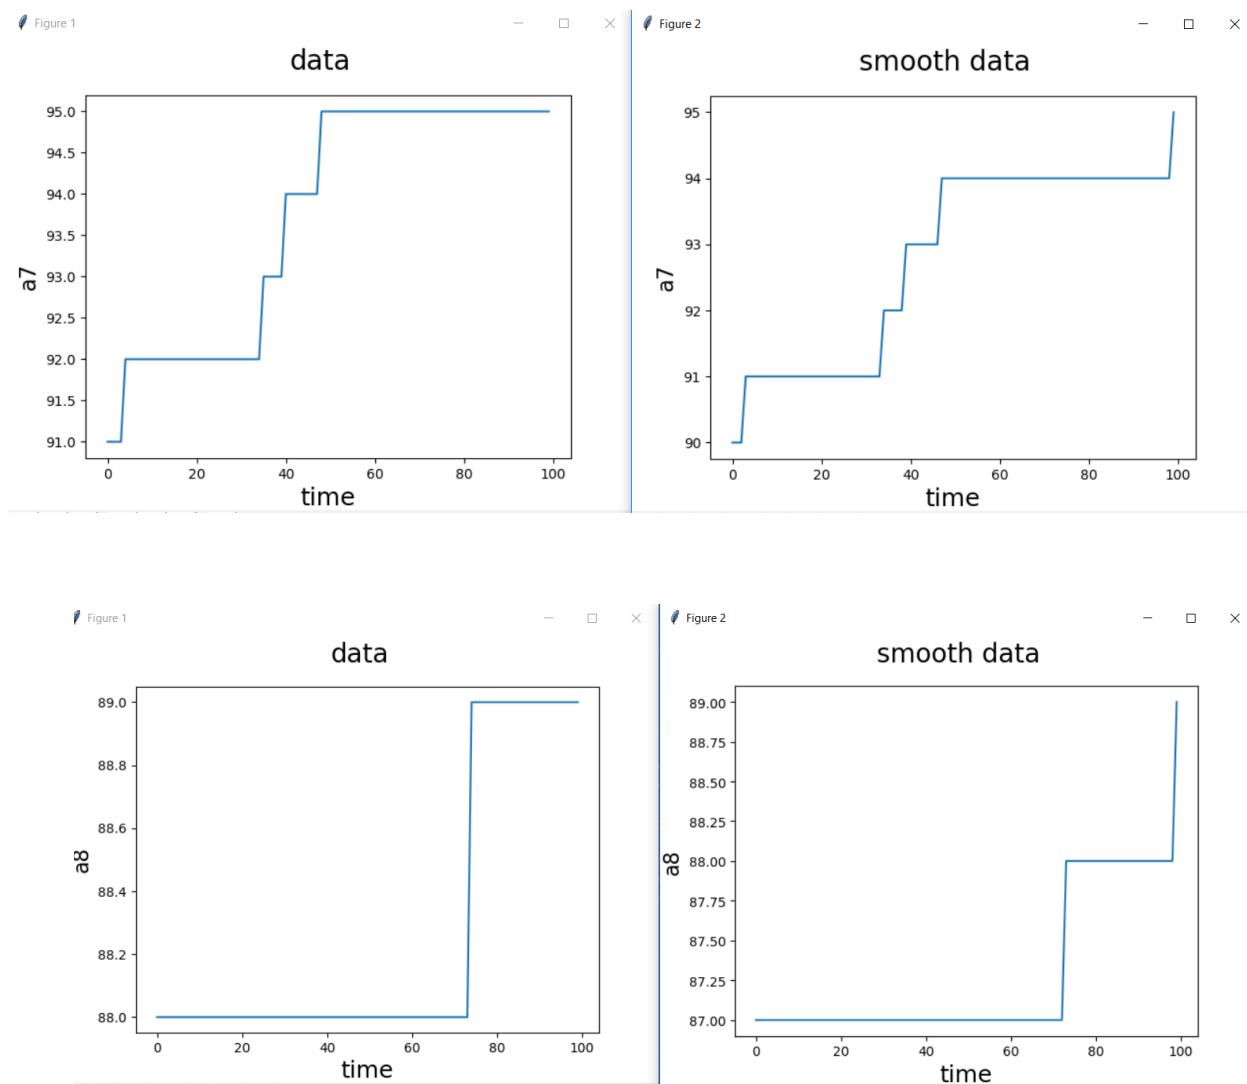 Figure 1
data
95.0
94.5
94.0
93.5
93.0
92.5
92.0
91.5
91.0
a7
0 20 40 60 80 100
time
Figure 2
smooth data
95
94
93
92
91
90
a7
0 20 40 60 80 100
time
Figure 1
data
89.0
88.8
88.6
88.4
88.2
88.0
a8
0 20 40 60 80 100
time
Figure 2
smooth data
89.00
88.75
88.50
88.25
88.00
87.75
87.50
87.25
87.00
a8
0 20 40 60 80 100
time